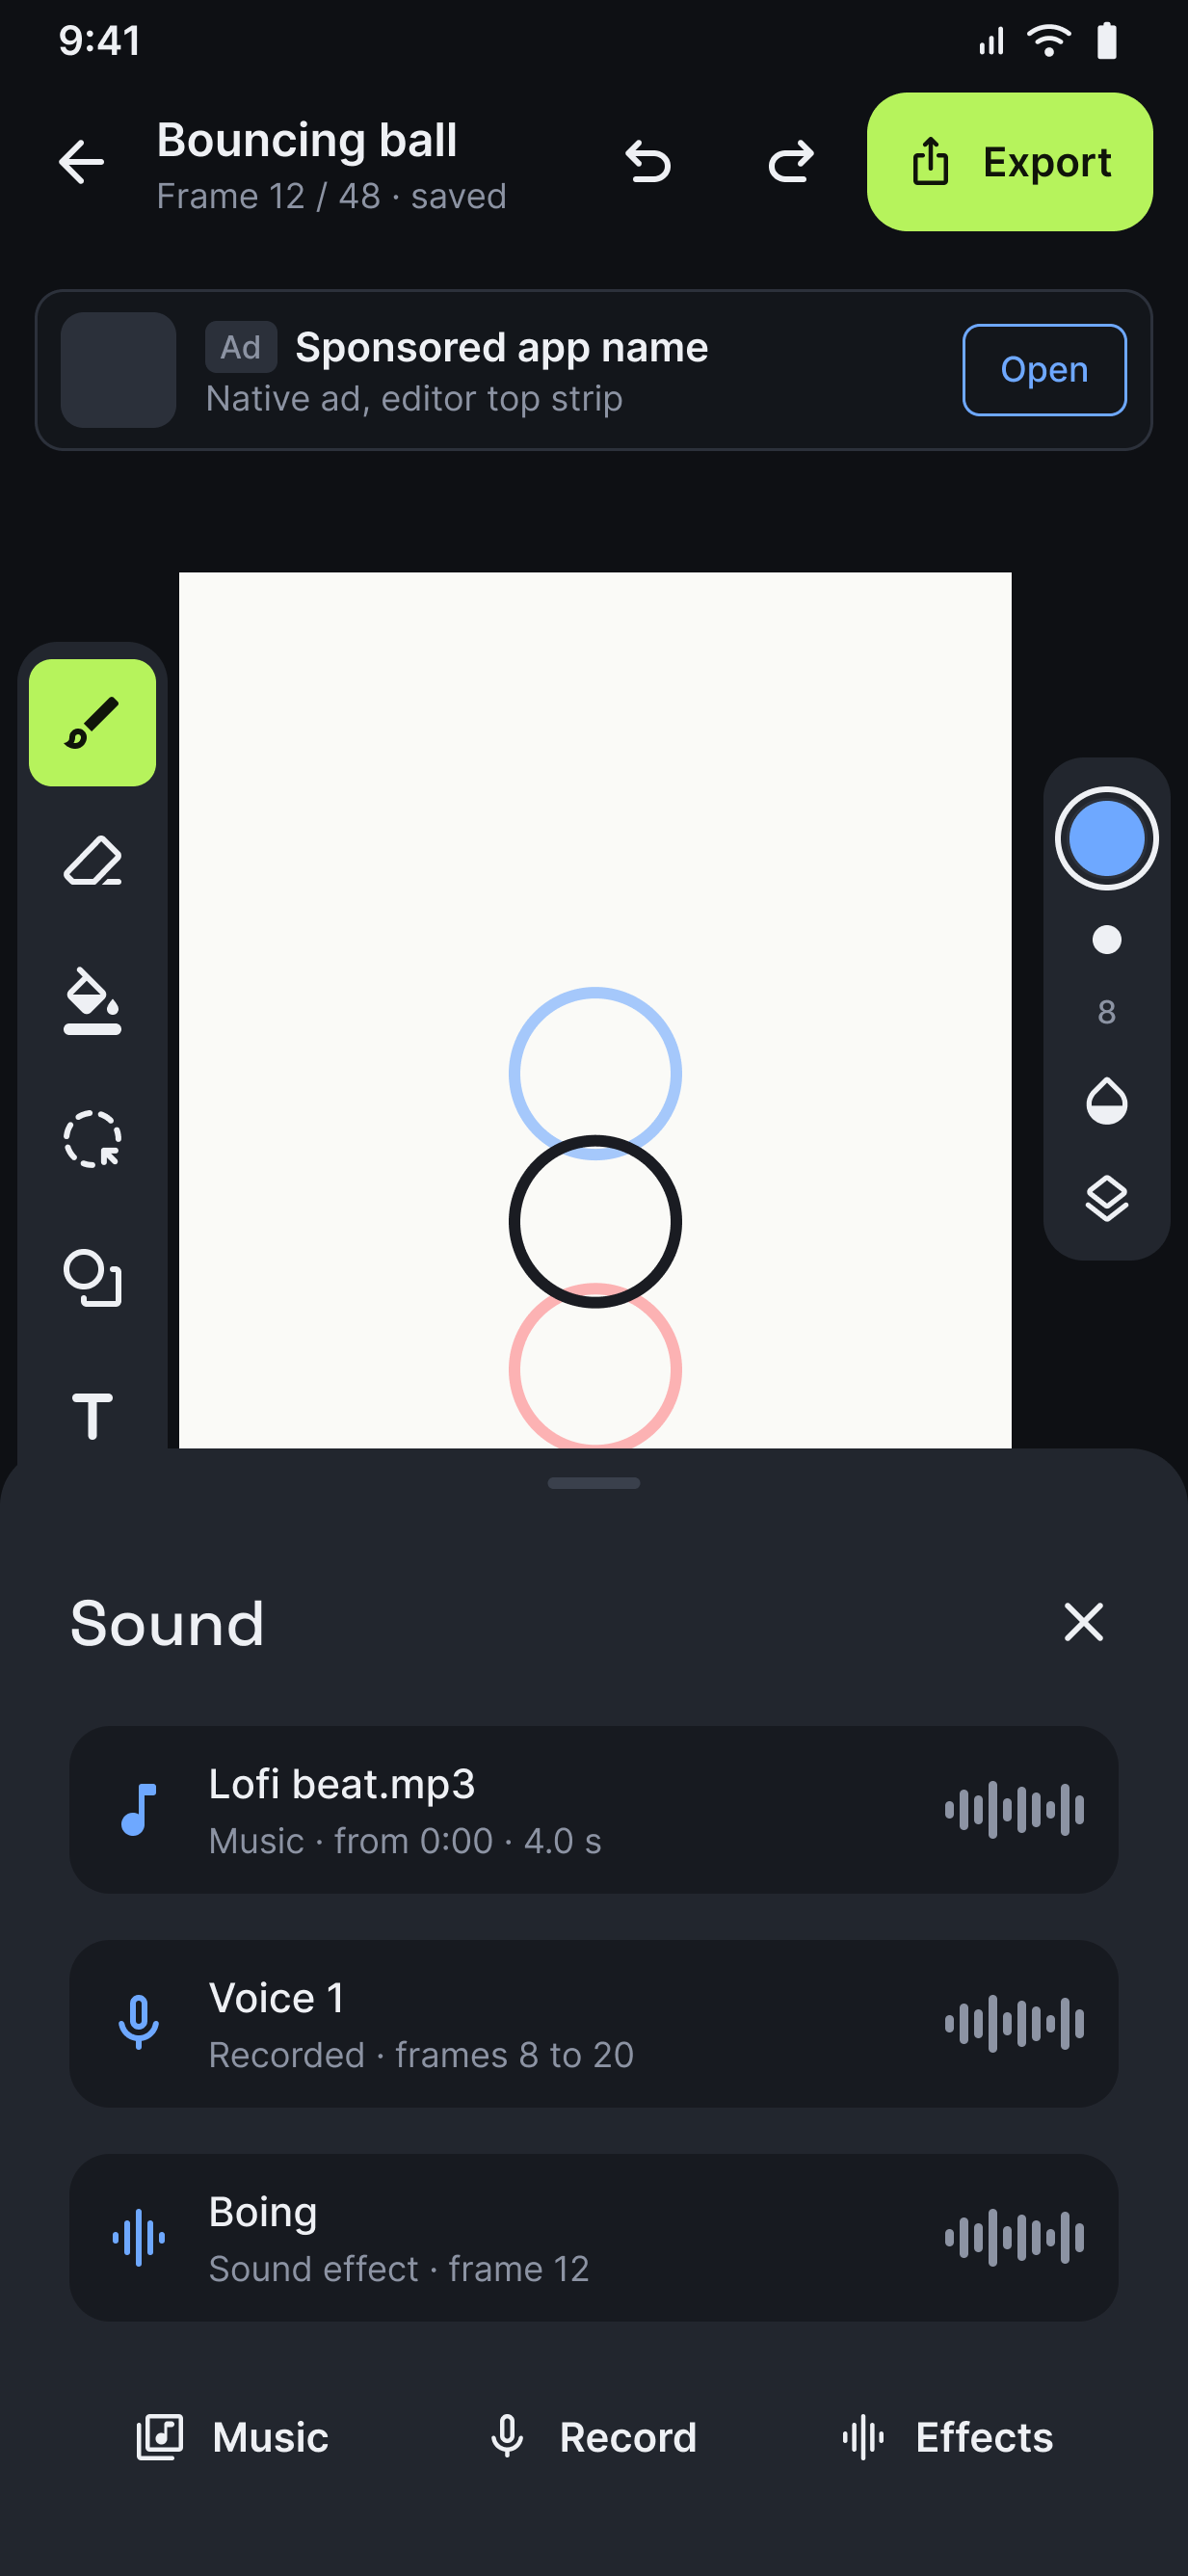 9:41
Bouncing ball
Frame 12 / 48 · saved
Export
Ad Sponsored app name
Native ad, editor top strip
Open
8
T
Sound
Lofi beat.mp3
Music · from 0:00 · 4.0 s
Voice 1
Recorded · frames 8 to 20
Boing
Sound effect · frame 12
Music
Record
Effects